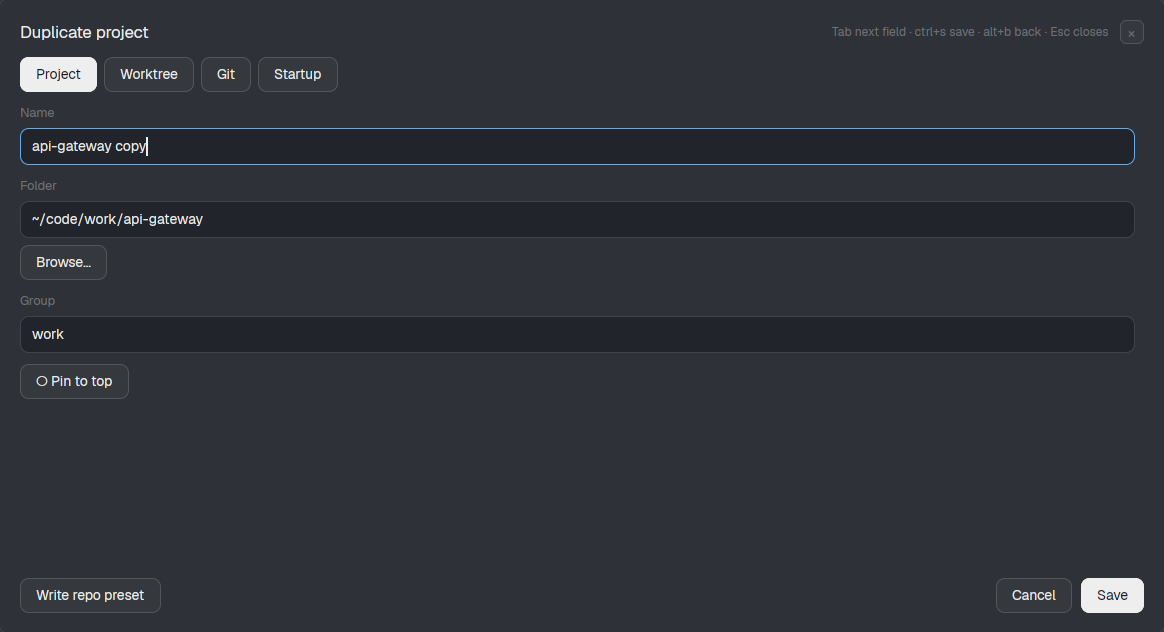 Duplicate project
Tab next field · ctrl+s save · alt+b back · Esc closes ×
Project Worktree Git Startup
Name
api-gateway copy
Folder
~/code/work/api-gateway
Browse...
Group
work
Pin to top
Write repo preset Cancel Save